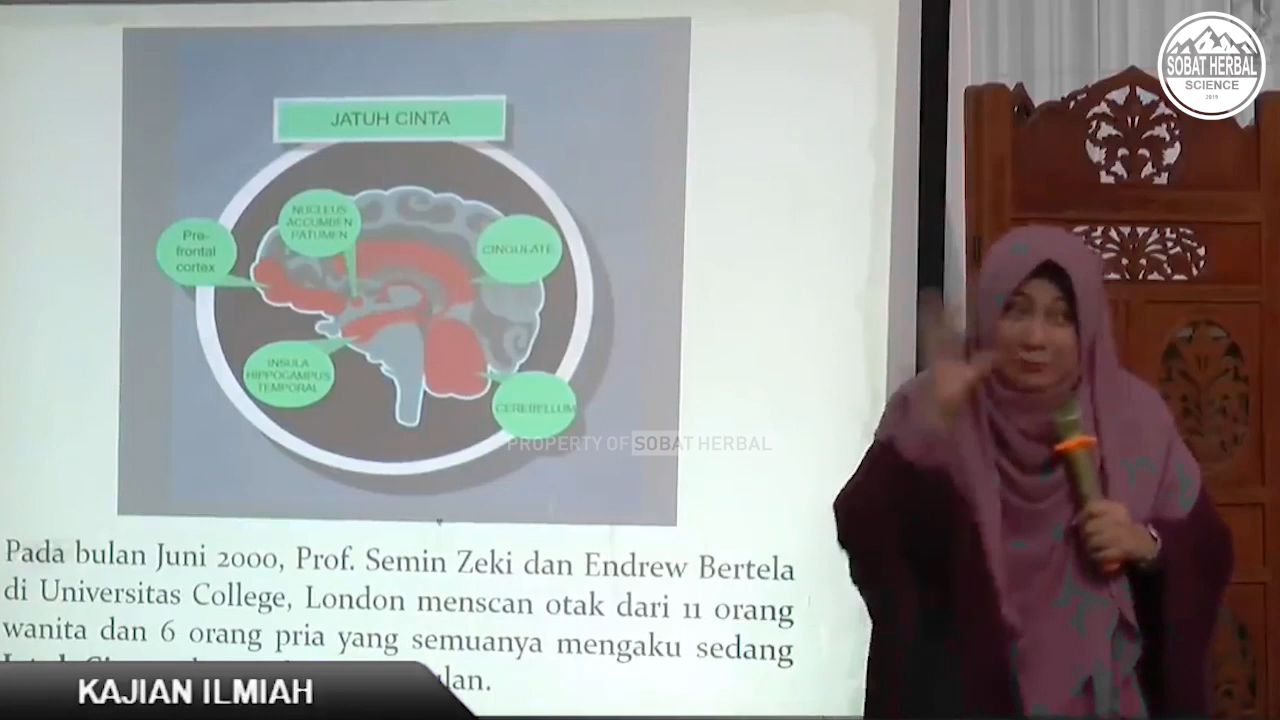 SOBAT HERBAL
SCIENCE
2019
JATUH CINTA
NUCLEUS
ACCUMBEN
PATUMEN
Pre-
frontal
cortex
CINGULATE
INSULA
HIPPOGAMPUS
TEMPORAL
CEREBELLUM
PROPERTY OF SOBAT HERBAL
Pada bulan Juni 2000, Prof. Semin Zeki dan Endrew Bertela
di Universitas College, London menscan otak dari 11 orang
wanita dan 6 orang pria yang semuanya mengaku sedang
KAJIAN ILMIAH